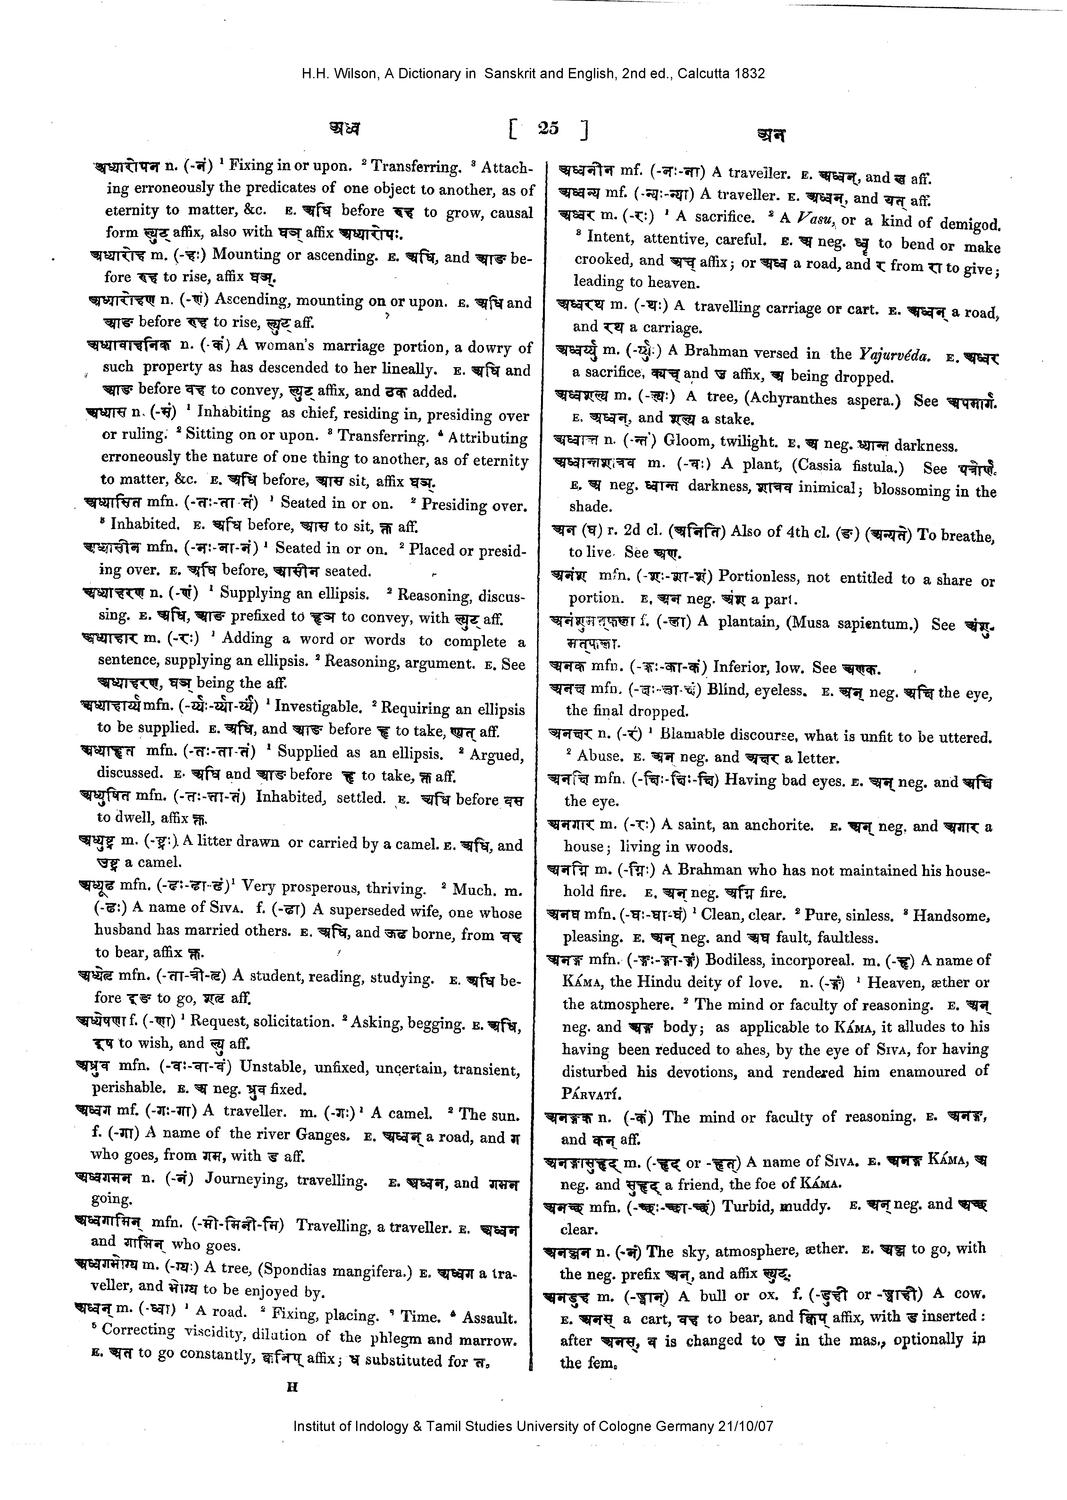 H.H. Wilson, A Dictionary in Sanskrit and English, 2nd ed., Calcutta 1832
अध्व [ 25 ] अन
अध्यारोपन n. (-नं) ¹ Fixing in or upon. ² Transferring. ³ Attach-
ing erroneously the predicates of one object to another, as of
eternity to matter, &c. E. अधि before रुह to grow, causal
form ल्युट् affix, also with घञ् affix अध्यारोपः.
अध्यारोह m. (-हः) Mounting or ascending. E. अधि, and आङ be-
fore रुह to rise, affix घञ्.
अध्यारोहण n. (-णं) Ascending, mounting on or upon. E. अधि and
आङ before रुह to rise, ल्युट् aff.
अध्यावाहनिक n. (-कं) A woman's marriage portion, a dowry of
such property as has descended to her lineally. E. अधि and
आङ before वह to convey, ल्युट् affix, and ठक added.
अध्यास n. (-सं) ¹ Inhabiting as chief, residing in, presiding over
or ruling. ² Sitting on or upon. ³ Transferring. ⁴ Attributing
erroneously the nature of one thing to another, as of eternity
to matter, &c. E. अधि before, आस sit, affix घञ्.
अध्यासित mfn. (-तः-ता-तं) ¹ Seated in or on. ² Presiding over.
³ Inhabited. E. अधि before, आस to sit, क्त aff.
अध्यासीन mfn. (-नः-ना-नं) ¹ Seated in or on. ² Placed or presid-
ing over. E. अधि before, आसीन seated.
अध्याहरण n. (-णं) ¹ Supplying an ellipsis. ² Reasoning, discus-
sing. E. अधि, आङ prefixed to हृञ to convey, with ल्युट् aff.
अध्याहार m. (-रः) ¹ Adding a word or words to complete a
sentence, supplying an ellipsis. ² Reasoning, argument. E. See
अध्याहरण, घञ् being the aff.
अध्याहार्य्य mfn. (-र्य्यः-र्य्या-र्य्यं) ¹ Investigable. ² Requiring an ellipsis
to be supplied. E. अधि, and आङ before हृ to take, ण्यत् aff.
अध्याहृत mfn. (-तः-ता-तं) ¹ Supplied as an ellipsis. ² Argued,
discussed. E. अधि and आङ before हृ to take, क्त aff.
अध्युषित mfn. (-तः-त्ता-तं) Inhabited, settled. E. अधि before वस
to dwell, affix क्त.
अध्युष्ट्र m. (-ष्ट्रः) A litter drawn or carried by a camel. E. अधि, and
उष्ट्र a camel.
अध्यूढ mfn. (-ढः-ढा-ढं) ¹ Very prosperous, thriving. ² Much. m.
(-ढः) A name of SIVA. f. (-ढा) A superseded wife, one whose
husband has married others. E. अधि, and ऊढ borne, from वह
to bear, affix क्त.
अध्येतृ mfn. (-ता-त्री-तृ) A student, reading, studying. E. अधि be-
fore इङ to go, तृच् aff.
अध्येषणा f. (-णा) ¹ Request, solicitation. ² Asking, begging. E. अधि,
इष to wish, and ल्यु aff.
अध्रुव mfn. (-वः-वा-वं) Unstable, unfixed, uncertain, transient,
perishable. E. अ neg. ध्रुव fixed.
अध्वग mf. (-गः-गा) A traveller. m. (-गः) ¹ A camel. ² The sun.
f. (-गा) A name of the river Ganges. E. अध्वन् a road, and ग
who goes, from गम, with ड aff.
अध्वगमन n. (-नं) Journeying, travelling. E. अध्वन, and गमन
going.
अध्वगामिन् mfn. (-मी-मिनी-मि) Travelling, a traveller. E. अध्वन
and गामिन् who goes.
अध्वगभोग्य m. (-ग्यः) A tree, (Spondias mangifera.) E. अध्वग a tra-
veller, and भोग्य to be enjoyed by.
अध्वन् m. (-ध्वा) ¹ A road. ² Fixing, placing. ³ Time. ⁴ Assault.
⁵ Correcting viscidity, dilution of the phlegm and marrow.
E. अत to go constantly, क्वनिप् affix; ध substituted for त.
H
अध्वनीन mf. (-नः-ना) A traveller. E. अध्वन्, and ख aff.
अध्वन्य mf. (-न्यः-न्या) A traveller. E. अध्वन्, and यत् aff.
अध्वर m. (-रः) ¹ A sacrifice. ² A Vasu, or a kind of demigod.
³ Intent, attentive, careful. E. अ neg. ध्वृ to bend or make
crooked, and अच् affix; or अध्व a road, and र from रा to give;
leading to heaven.
अध्वरथ m. (-थः) A travelling carriage or cart. E. अध्वन् a road,
and रथ a carriage.
अध्वर्य्यु m. (-र्य्युः) A Brahman versed in the Yajurvéda. E. अध्वर
a sacrifice, क्यच् and उ affix, अ being dropped.
अध्वशल्य m. (-ल्यः) A tree, (Achyranthes aspera.) See अपमार्ग.
E. अध्वन्, and शल्य a stake.
अध्वान्त n. (-न्तं) Gloom, twilight. E. अ neg. ध्वान्त darkness.
अध्वान्तशात्रव m. (-वः) A plant, (Cassia fistula.) See पत्रोर्ण.
E. अ neg. ध्वान्त darkness, शात्रव inimical; blossoming in the
shade.
अन (घ) r. 2d cl. (अनिति) Also of 4th cl. (ङ) (अन्यते) To breathe,
to live. See अण.
अनंश mfn. (-शः-शा-शं) Portionless, not entitled to a share or
portion. E. अन neg. अंश a part.
अनंशुमत्फला f. (-ला) A plantain, (Musa sapientum.) See अंशु-
मत्फला.
अनक mfn. (-कः-का-कं) Inferior, low. See अणक.
अनक्ष mfn. (-क्षः-क्षा-क्षं) Blind, eyeless. E. अन् neg. अक्षि the eye,
the final dropped.
अनक्षर n. (-रं) ¹ Blamable discourse, what is unfit to be uttered.
² Abuse. E. अन neg. and अक्षर a letter.
अनक्षि mfn. (-क्षिः-क्षिः-क्षि) Having bad eyes. E. अन् neg. and अक्षि
the eye.
अनगार m. (-रः) A saint, an anchorite. E. अन् neg. and अगार a
house; living in woods.
अनग्नि m. (-ग्निः) A Brahman who has not maintained his house-
hold fire. E. अन् neg. अग्नि fire.
अनघ mfn. (-घः-घा-घं) ¹ Clean, clear. ² Pure, sinless. ³ Handsome,
pleasing. E. अन् neg. and अघ fault, faultless.
अनङ्ग mfn. (-ङ्गः-ङ्गा-ङ्गं) Bodiless, incorporeal. m. (-ङ्गः) A name of
KÁMA, the Hindu deity of love. n. (-ङ्गं) ¹ Heaven, æther or
the atmosphere. ² The mind or faculty of reasoning. E. अन्
neg. and अङ्ग body; as applicable to KÁMA, it alludes to his
having been reduced to ahes, by the eye of SIVA, for having
disturbed his devotions, and rendered him enamoured of
PÁRVATÍ.
अनङ्गक n. (-कं) The mind or faculty of reasoning. E. अनङ्ग,
and कन् aff.
अनङ्गासुहृद् m. (-हृद or -हृत्) A name of SIVA. E. अनङ्ग KÁMA, अ
neg. and सुहृद् a friend, the foe of KÁMA.
अनच्छ mfn. (-च्छः-च्छा-च्छं) Turbid, muddy. E. अन् neg. and अच्छ
clear.
अनञ्जन n. (-नं) The sky, atmosphere, æther. E. अञ्ज to go, with
the neg. prefix अन्, and affix ल्युट्.
अनडुह m. (-ड्वान्) A bull or ox. f. (-डुही or -ड्वाही) A cow.
E. अनस् a cart, वह to bear, and क्विप् affix, with ड inserted:
after अनस्, व is changed to उ in the mas., optionally in
the fem.
Institut of Indology & Tamil Studies University of Cologne Germany 21/10/07